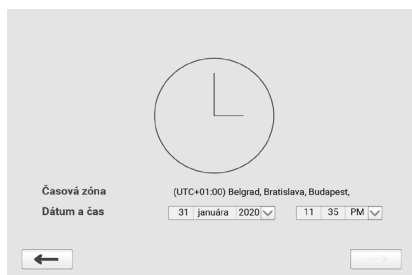 Časová zóna (UTC+01:00) Belgrad, Bratislava, Budapest,
Dátum a čas 31 januára 2020 11 35 PM